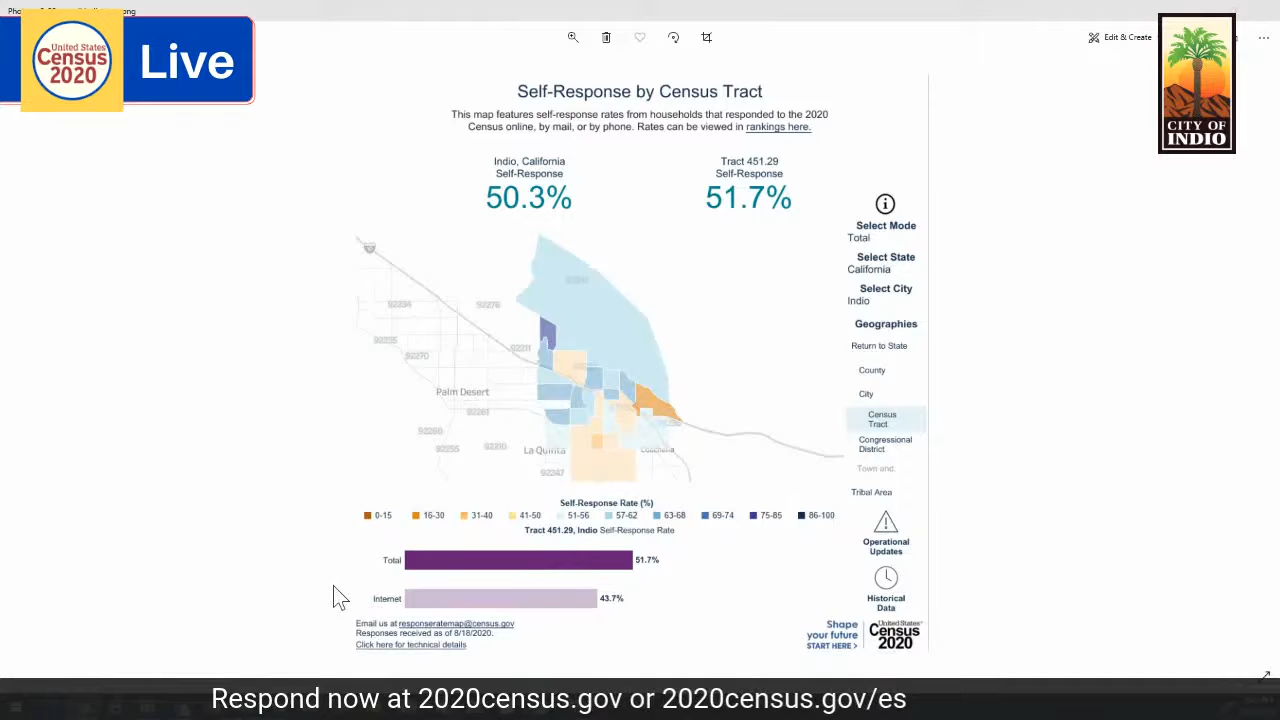 United States
Census
2020
Live
Edit & Create
CITY OF
INDIO
Self-Response by Census Tract
This map features self-response rates from households that responded to the 2020
Census online, by mail, or by phone. Rates can be viewed in rankings here.
Indio, California
Self-Response
50.3%
Tract 451.29
Self-Response
51.7%
Select Mode
Total
Select State
California
Select City
Indio
Geographies
Return to State
County
City
Census
Tract
Congressional
District
Town and.
Tribal Area
Operational
Updates
Historical
Data
92276
92211
92270
Palm Desert
92260
La Quinta
92247
Coachella
Self-Response Rate (%)
0-15 16-30 31-40 41-50 51-56 57-62 63-68 69-74 75-85 86-100
Tract 451.29, Indio Self-Response Rate
Total 51.7%
Internet 43.7%
Email us at responseratemap@census.gov
Responses received as of 8/18/2020.
Click here for technical details
Shape
your future
START HERE >
United States
Census
2020
Respond now at 2020census.gov or 2020census.gov/es